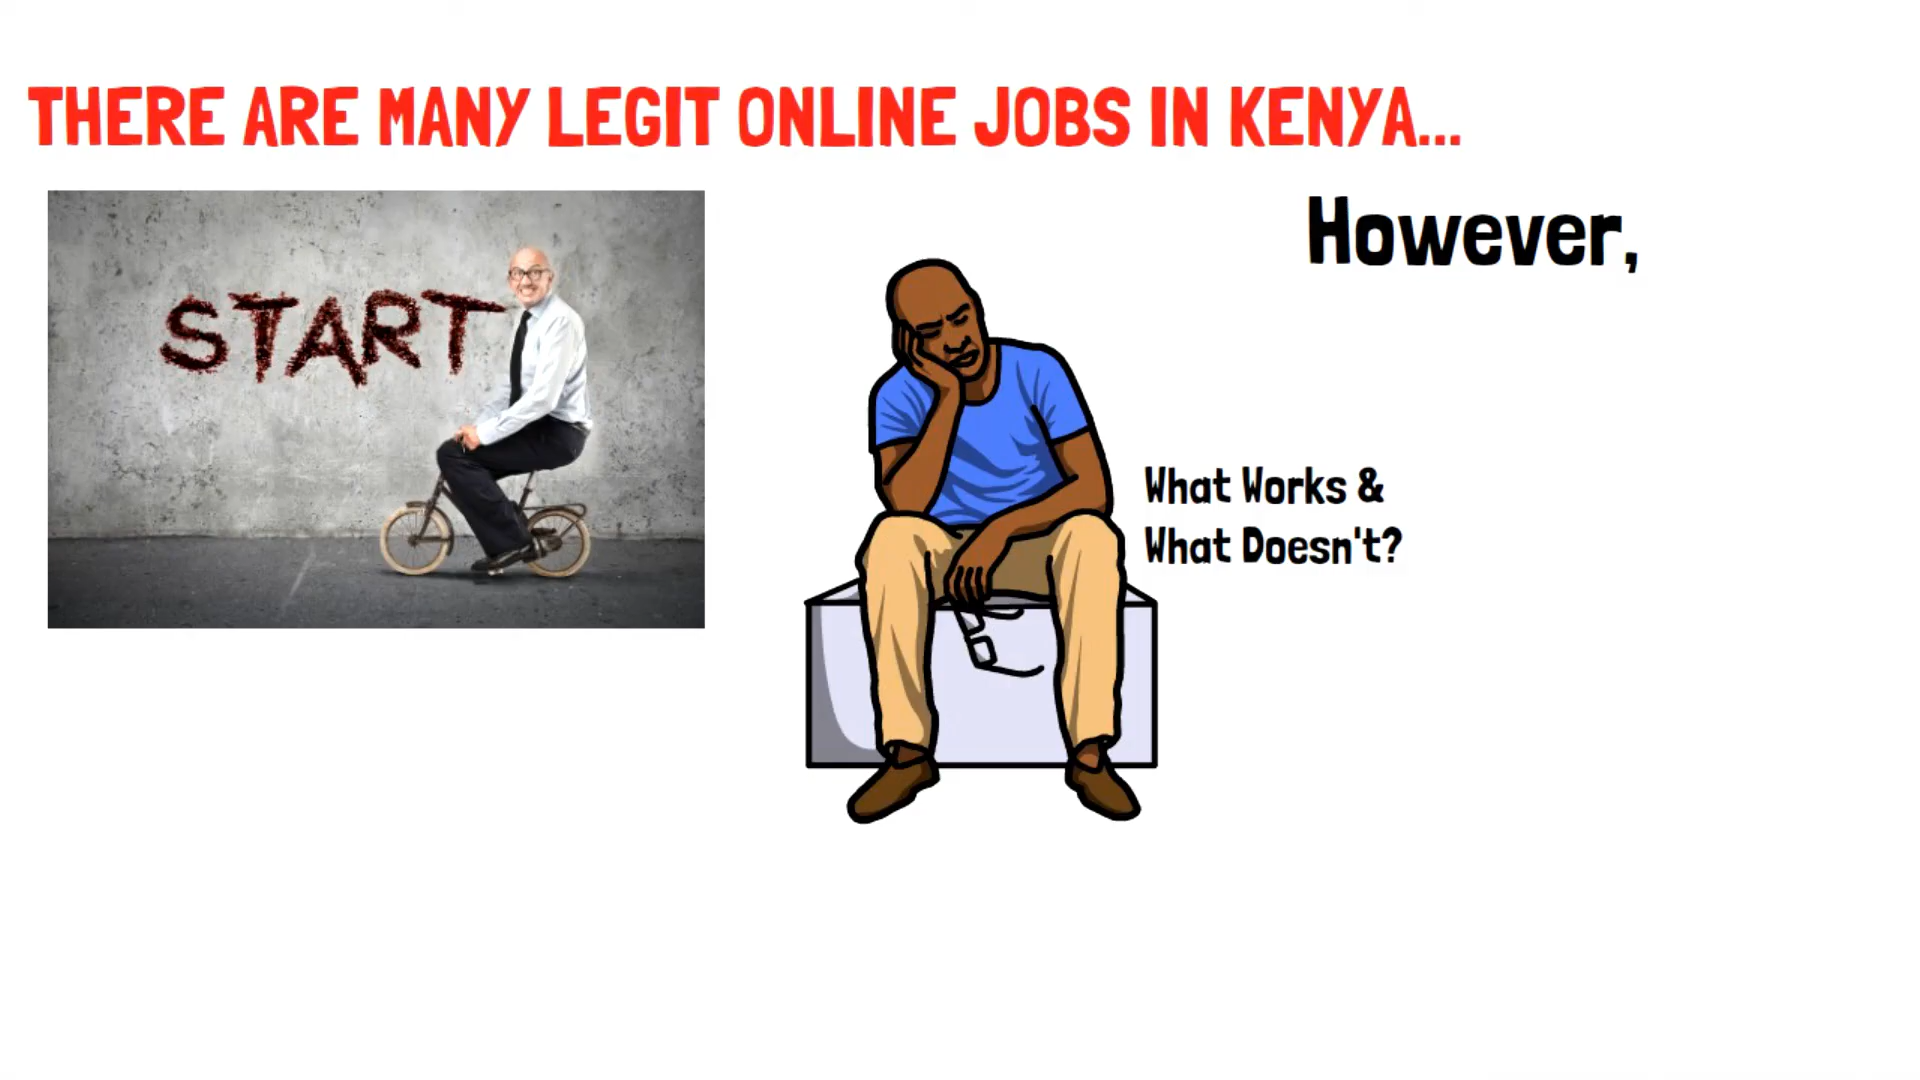 THERE ARE MANY LEGIT ONLINE JOBS IN KENYA...
However,
START
What Works &
What Doesn't?